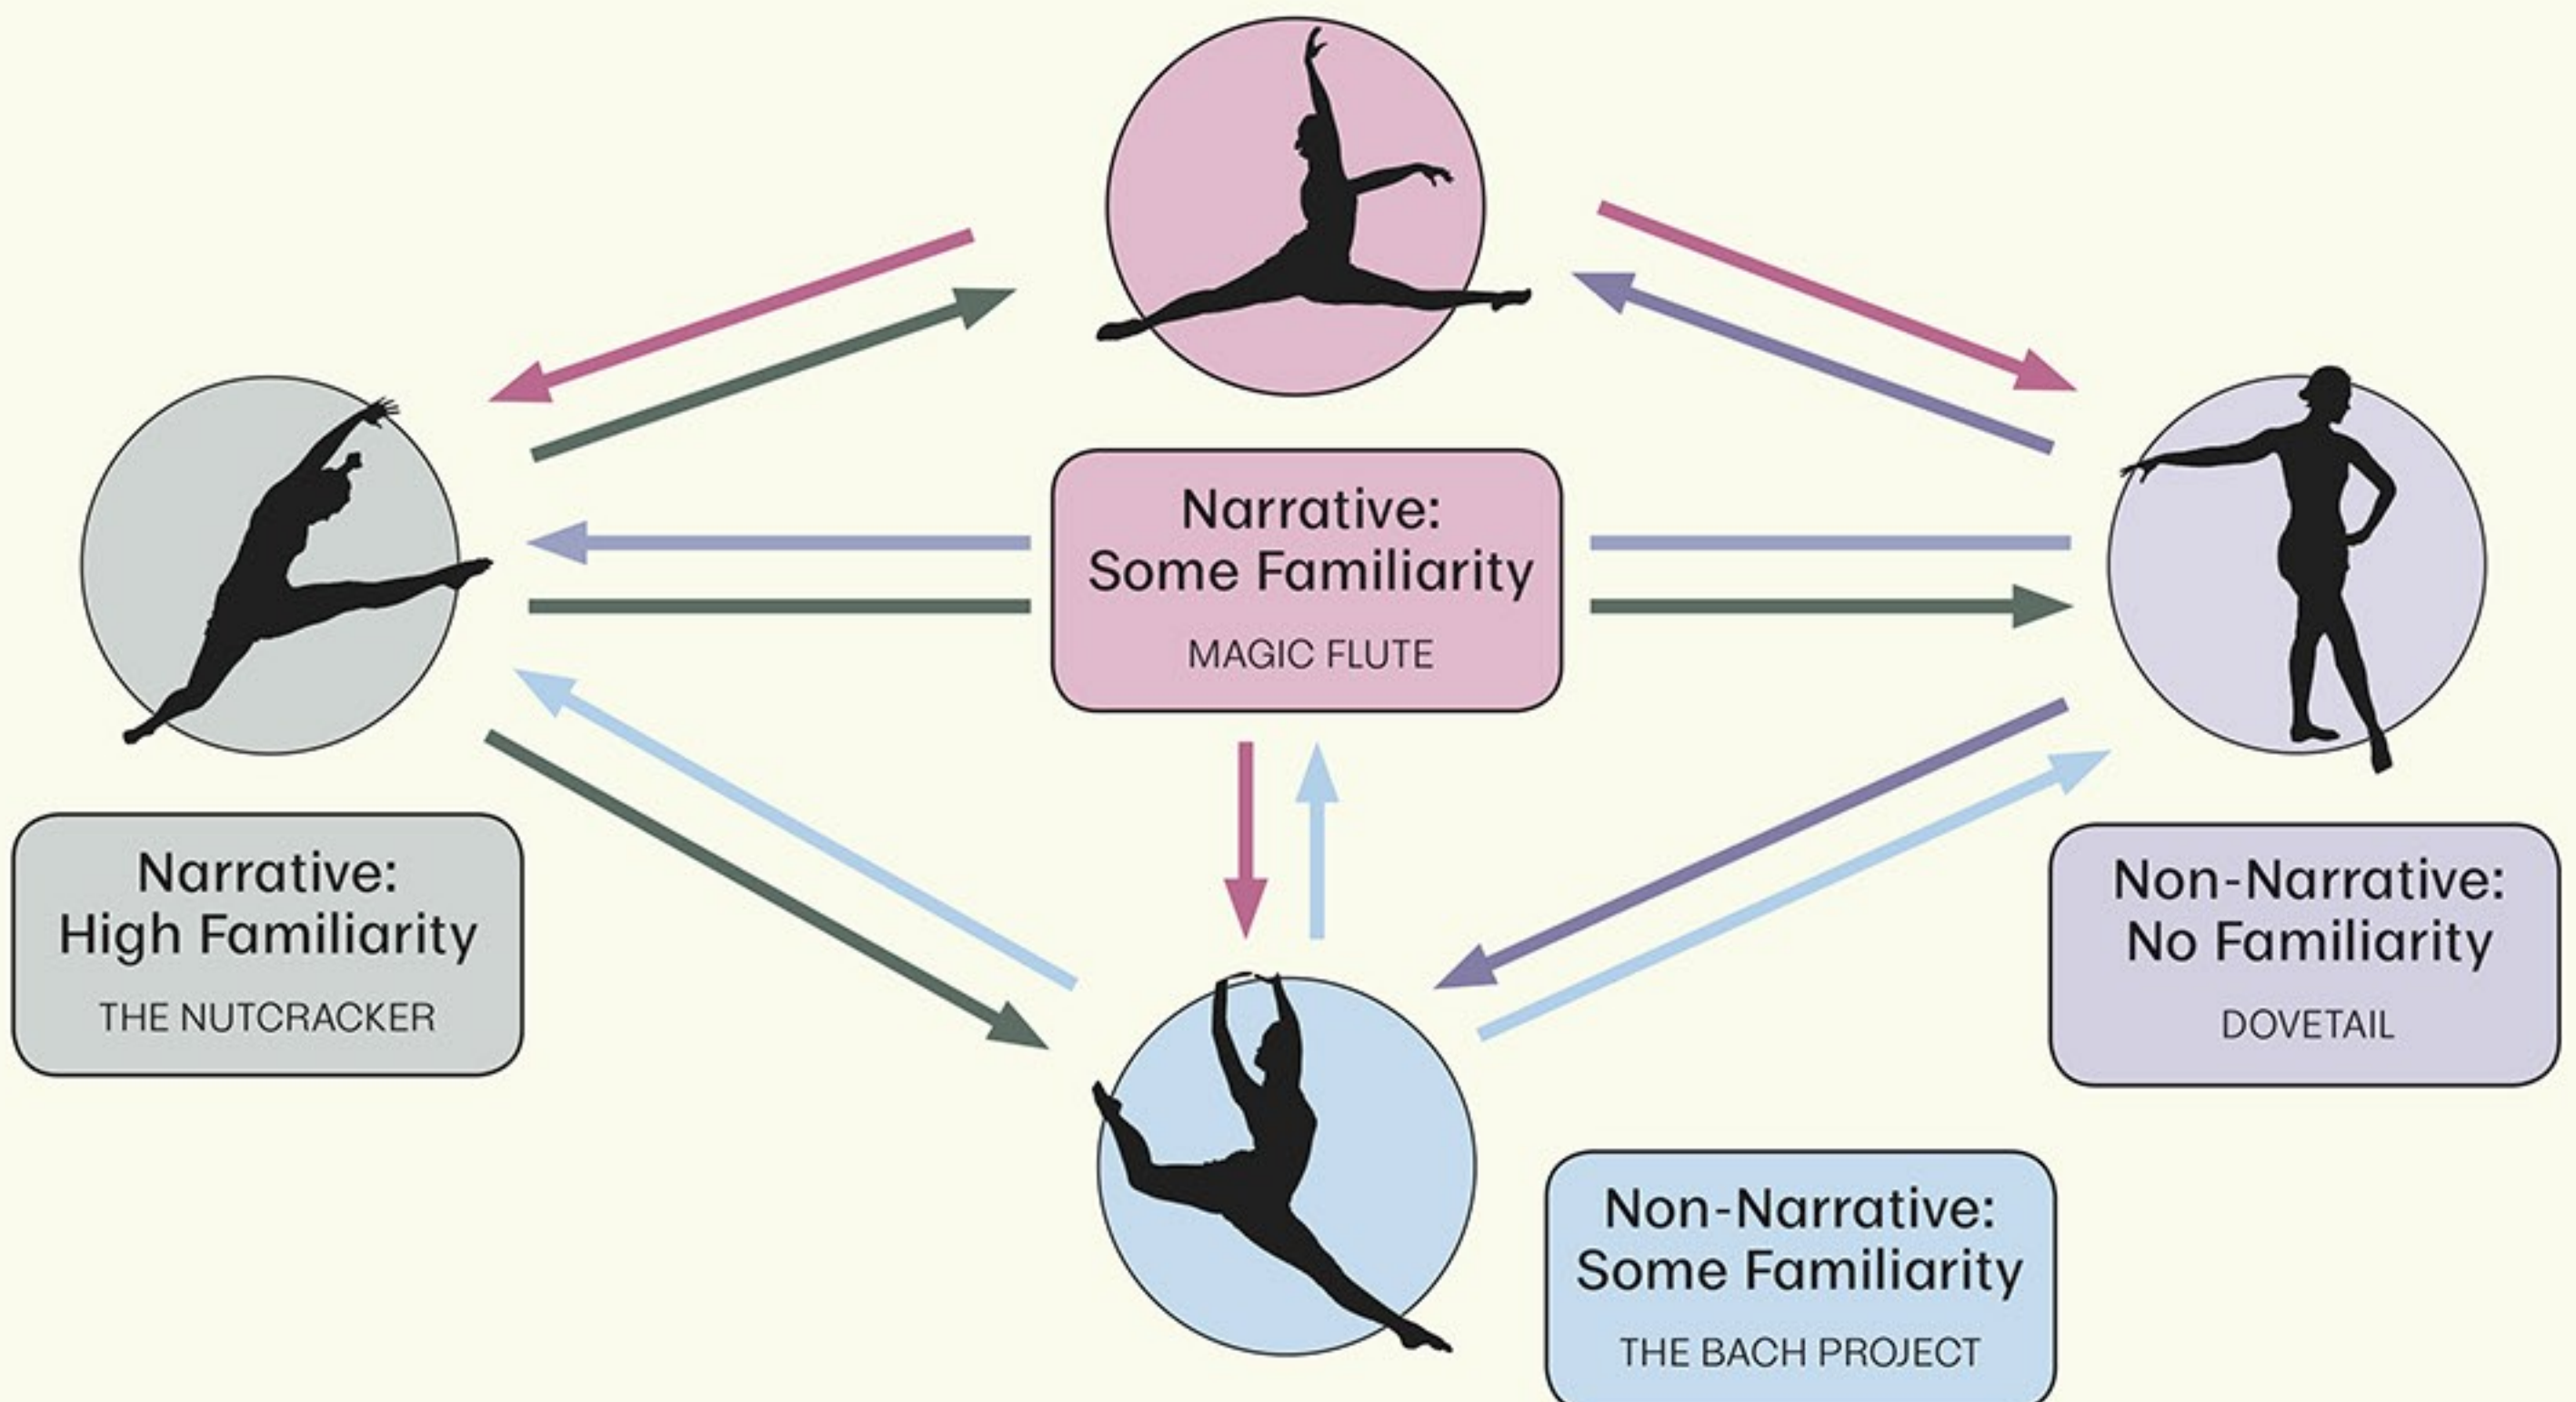 Narrative:
Some Familiarity
MAGIC FLUTE
Narrative:
High Familiarity
THE NUTCRACKER
Non-Narrative:
No Familiarity
DOVETAIL
Non-Narrative:
Some Familiarity
THE BACH PROJECT